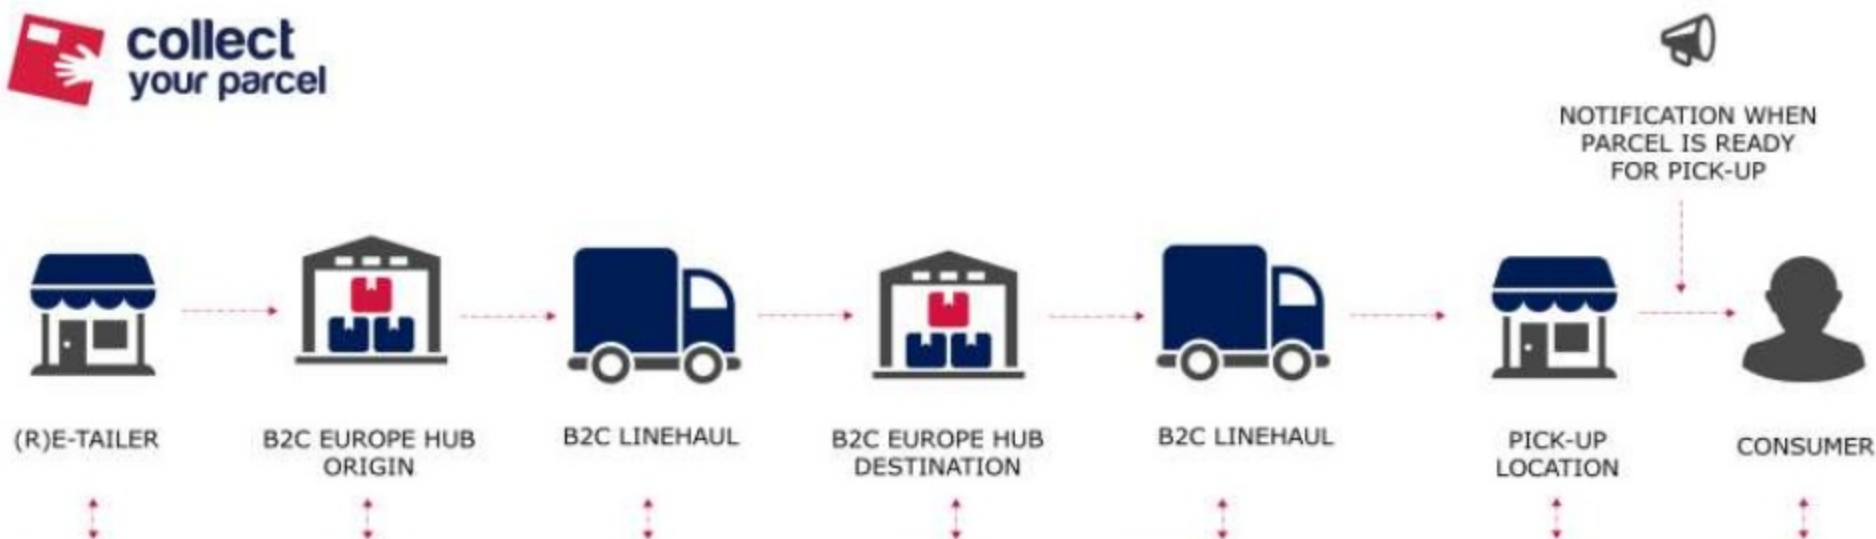 collect
your parcel
NOTIFICATION WHEN
PARCEL IS READY
FOR PICK-UP
(R)E-TAILER
B2C EUROPE HUB
ORIGIN
B2C LINEHAUL
B2C EUROPE HUB
DESTINATION
B2C LINEHAUL
PICK-UP
LOCATION
CONSUMER